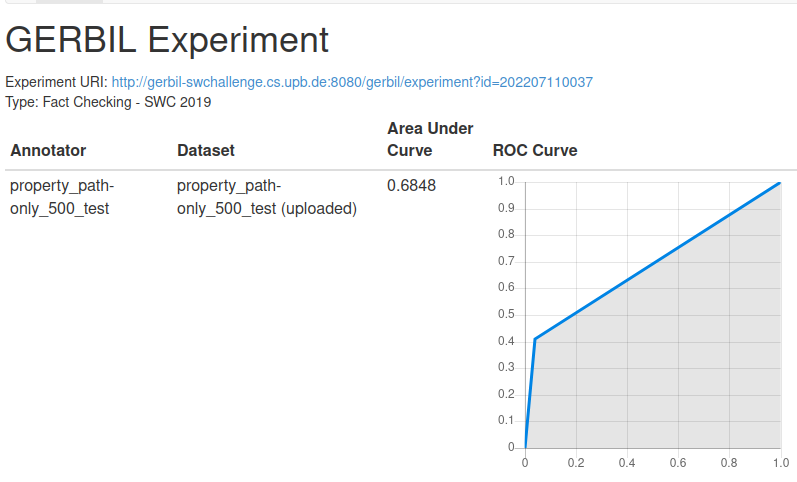 GERBIL Experiment
Experiment URI: http://gerbil-swchallenge.cs.upb.de:8080/gerbil/experiment?id=202207110037
Type: Fact Checking - SWC 2019
Annotator Dataset Area Under Curve ROC Curve
property_path-only_500_test property_path-only_500_test (uploaded) 0.6848
1.0
0.9
0.8
0.7
0.6
0.5
0.4
0.3
0.2
0.1
0
0 0.2 0.4 0.6 0.8 1.0